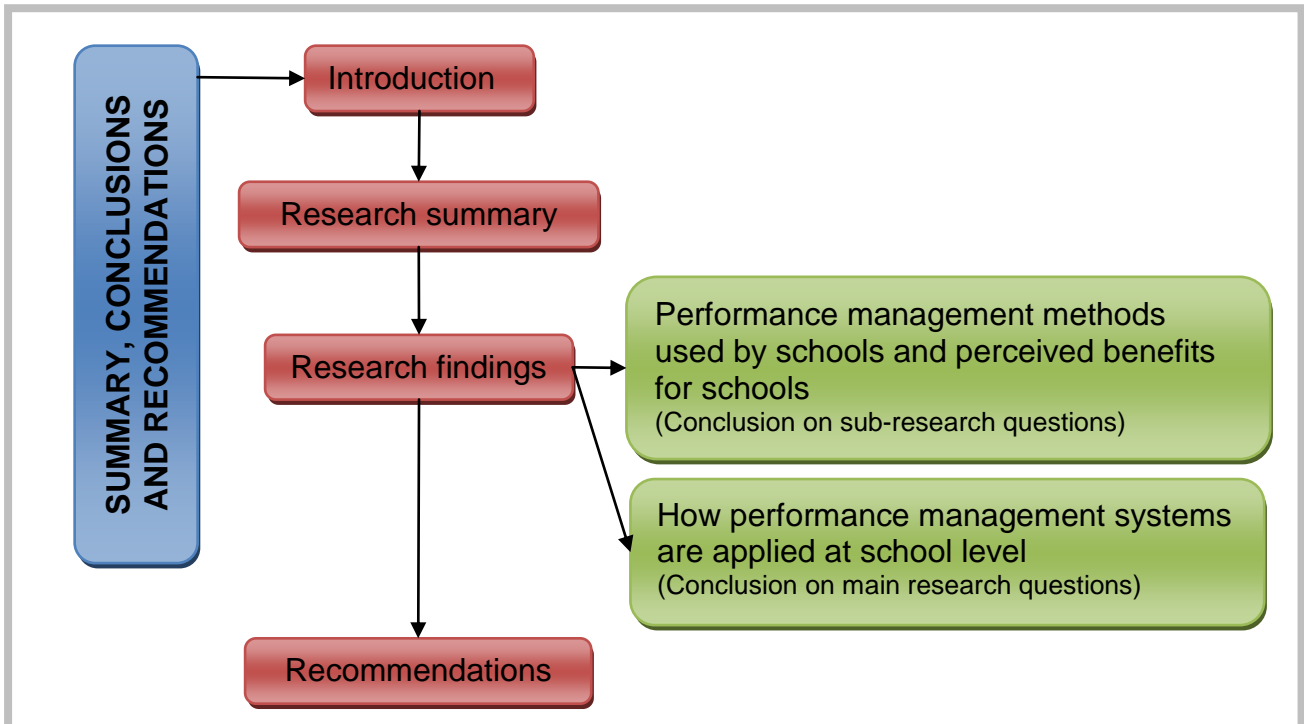 SUMMARY, CONCLUSIONS
AND RECOMMENDATIONS
Introduction
Research summary
Research findings
Performance management methods
used by schools and perceived benefits
for schools
(Conclusion on sub-research questions)
How performance management systems
are applied at school level
(Conclusion on main research questions)
Recommendations